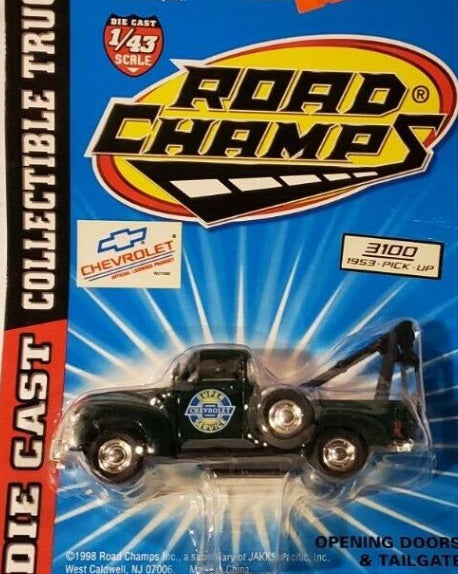 DIE CAST COLLECTIBLE TRUC
DIE CAST
1/43
SCALE
ROAD
CHAMPS®
CHEVROLET®
OFFICIAL LICENSED PRODUCT
3100
1953 · PICK-UP
SUPER
CHEVROLET
SERVICE
OPENING DOORS
& TAILGATE
©1998 Road Champs Inc., a of JAKKS Pacific, Inc.
West Caldwell, NJ 07006. China